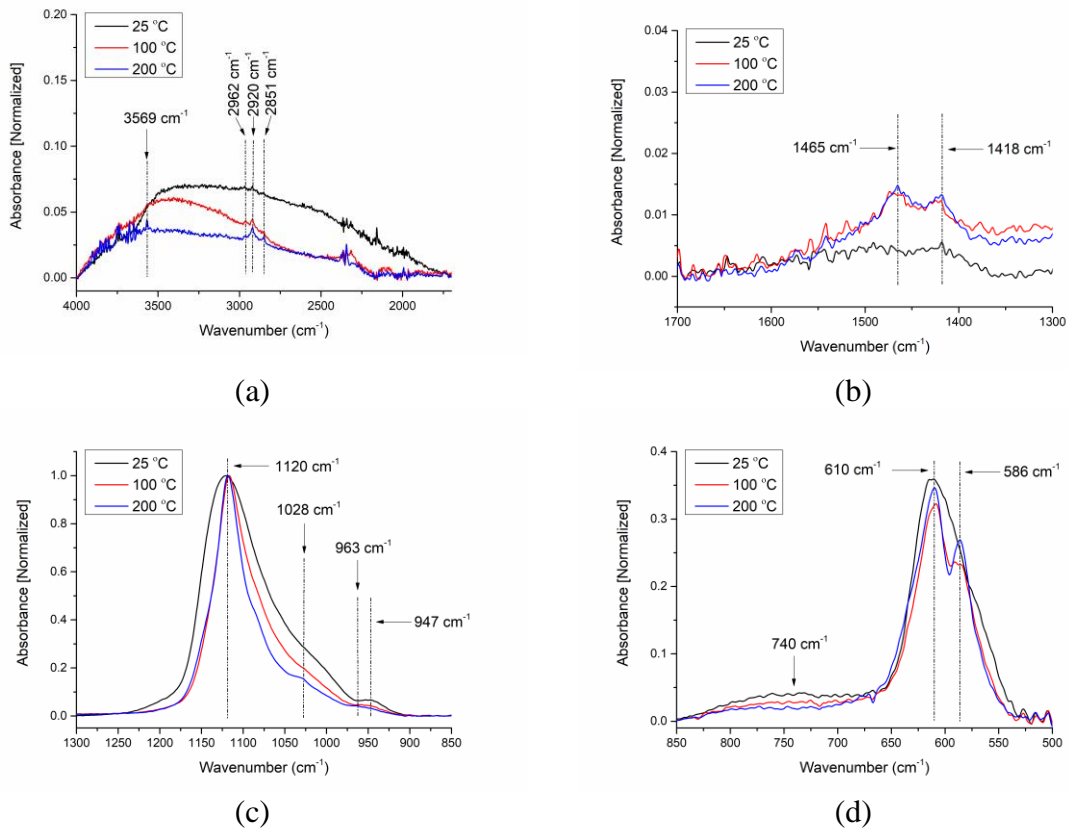 0.20
0.15
0.10
0.05
0.00
Absorbance [Normalized]
25 °C
100 °C
200 °C
3569 cm-1
2962 cm-1
2920 cm-1
2851 cm-1
4000 3500 3000 2500 2000
Wavenumber (cm-1)
(a)
0.04
0.03
0.02
0.01
0.00
Absorbance [Normalized]
25 °C
100 °C
200 °C
1465 cm-1
1418 cm-1
1700 1600 1500 1400 1300
Wavenumber (cm-1)
(b)
1.0
0.8
0.6
0.4
0.2
0.0
Absorbance [Normalized]
25 °C
100 °C
200 °C
1120 cm-1
1028 cm-1
963 cm-1
947 cm-1
1300 1250 1200 1150 1100 1050 1000 950 900 850
Wavenumber (cm-1)
(c)
0.4
0.3
0.2
0.1
0.0
Absorbance [Normalized]
25 °C
100 °C
200 °C
610 cm-1
586 cm-1
740 cm-1
850 800 750 700 650 600 550 500
Wavenumber (cm-1)
(d)